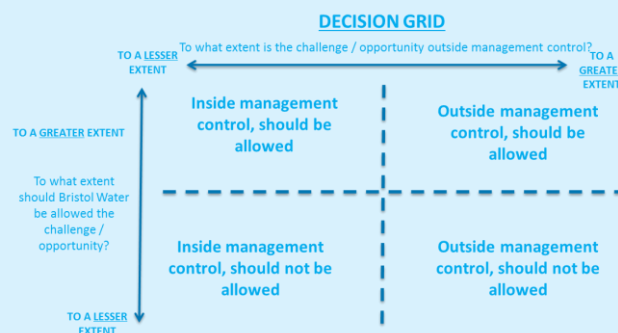 DECISION GRID
To what extent is the challenge / opportunity outside management control?
TO A LESSER
EXTENT
TO A
EXTENT
Inside management
control, should be
allowed
Outside management
control, should be
allowed
TO A GREATER EXTENT
To what extent
should Bristol Water
be allowed the
challenge /
opportunity?
Inside management
control, should not be
allowed
Outside management
control, should not be
allowed
TO A LESSER
EXTENT